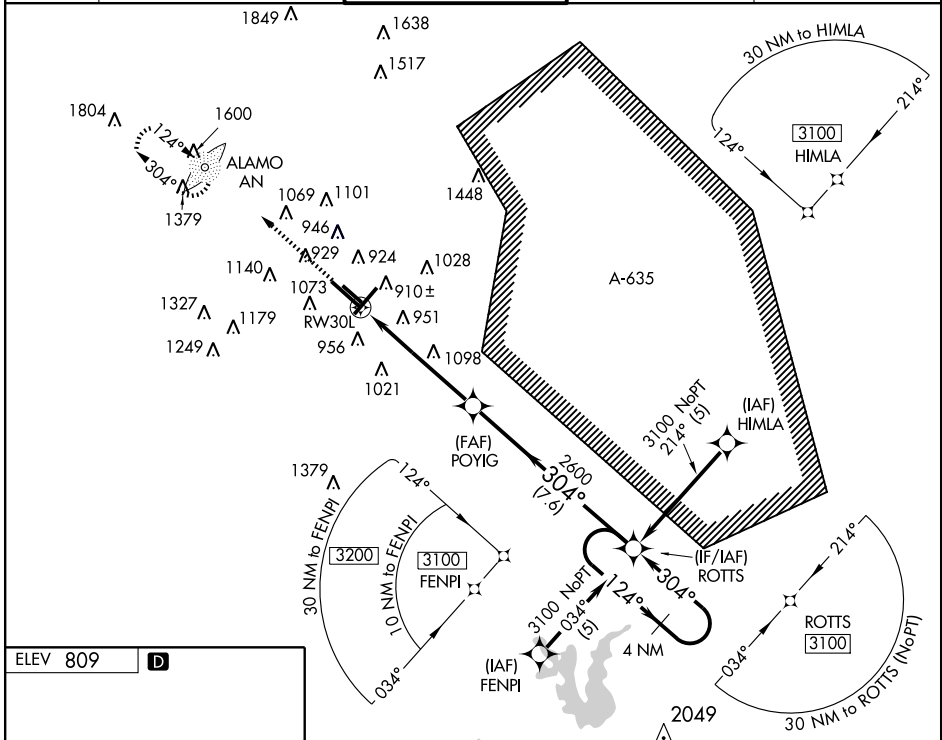 1849
1638
1517
1804
1600
124°
304°
ALAMO
AN
1379
1448
30 NM to HIMLA
214°
124°
3100
HIMLA
1069
1101
946
929
924
1028
1140
1073
910±
1327
1179
RW30L
951
1249
956
1098
1021
A-635
(IAF)
HIMLA
3100 NoPT
214° (5)
(FAF)
POYIG
2600
304°
(7.6)
1379
124°
30 NM to FENPI
3200
10 NM to FENPI
3100
FENPI
034°
(IF/IAF)
ROTTS
304°
124°
4 NM
3100 NoPT
034°
(5)
(IAF)
FENPI
214°
ROTTS
3100
034°
30 NM to ROTTS (NoPT)
2049
ELEV 809 D